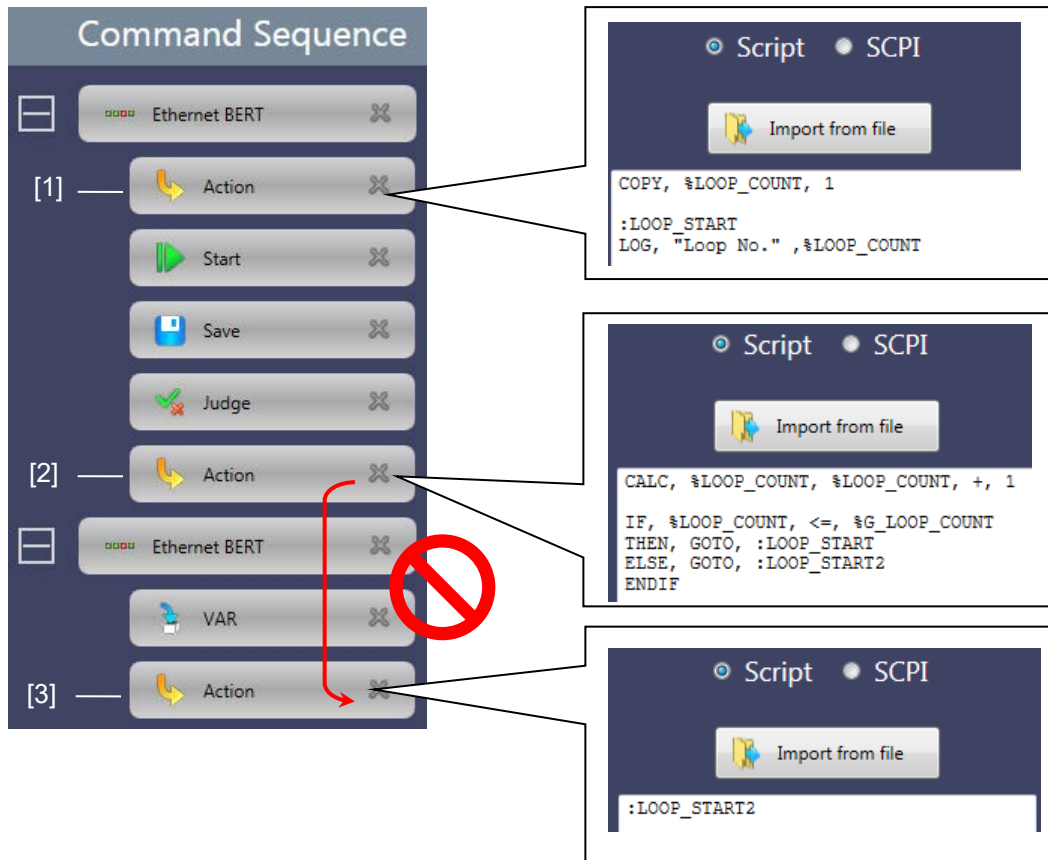 Command Sequence
Ethernet BERT
[1]
Action
Start
Save
Judge
[2]
Action
Ethernet BERT
VAR
[3]
Action
Script SCPI
Import from file
COPY, %LOOP_COUNT, 1
:LOOP_START
LOG, "Loop No." ,%LOOP_COUNT
Script SCPI
Import from file
CALC, %LOOP_COUNT, %LOOP_COUNT, +, 1
IF, %LOOP_COUNT, <=, %G_LOOP_COUNT
THEN, GOTO, :LOOP_START
ELSE, GOTO, :LOOP_START2
ENDIF
Script SCPI
Import from file
:LOOP_START2